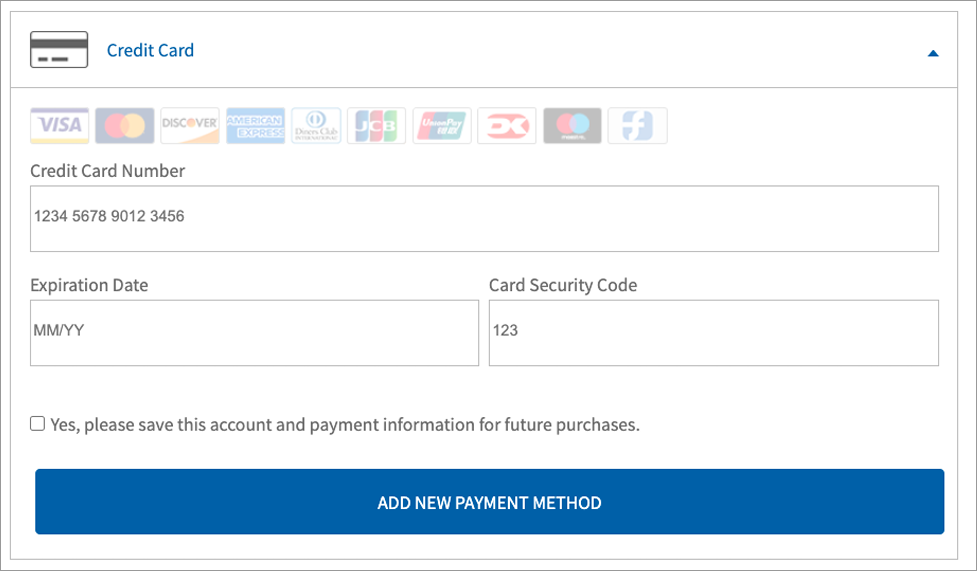 Credit Card
VISA DISCOVER AMERICAN EXPRESS Diners Club INTERNATIONAL JCB UnionPay
Credit Card Number
1234 5678 9012 3456
Expiration Date Card Security Code
MM/YY 123
Yes, please save this account and payment information for future purchases.
ADD NEW PAYMENT METHOD